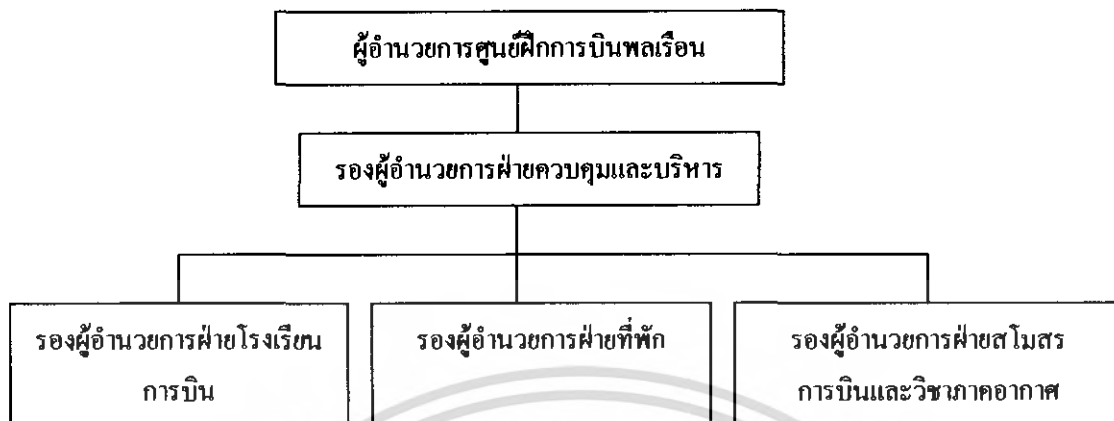 ผู้อำนวยการศูนย์ฝึกการบินพลเรือน
รองผู้อำนวยการฝ่ายควบคุมและบริหาร
รองผู้อำนวยการฝ่ายโรงเรียน
การบิน
รองผู้อำนวยการฝ่ายที่พัก
รองผู้อำนวยการฝ่ายสโมสร
การบินและวิชาภาคอากาศ